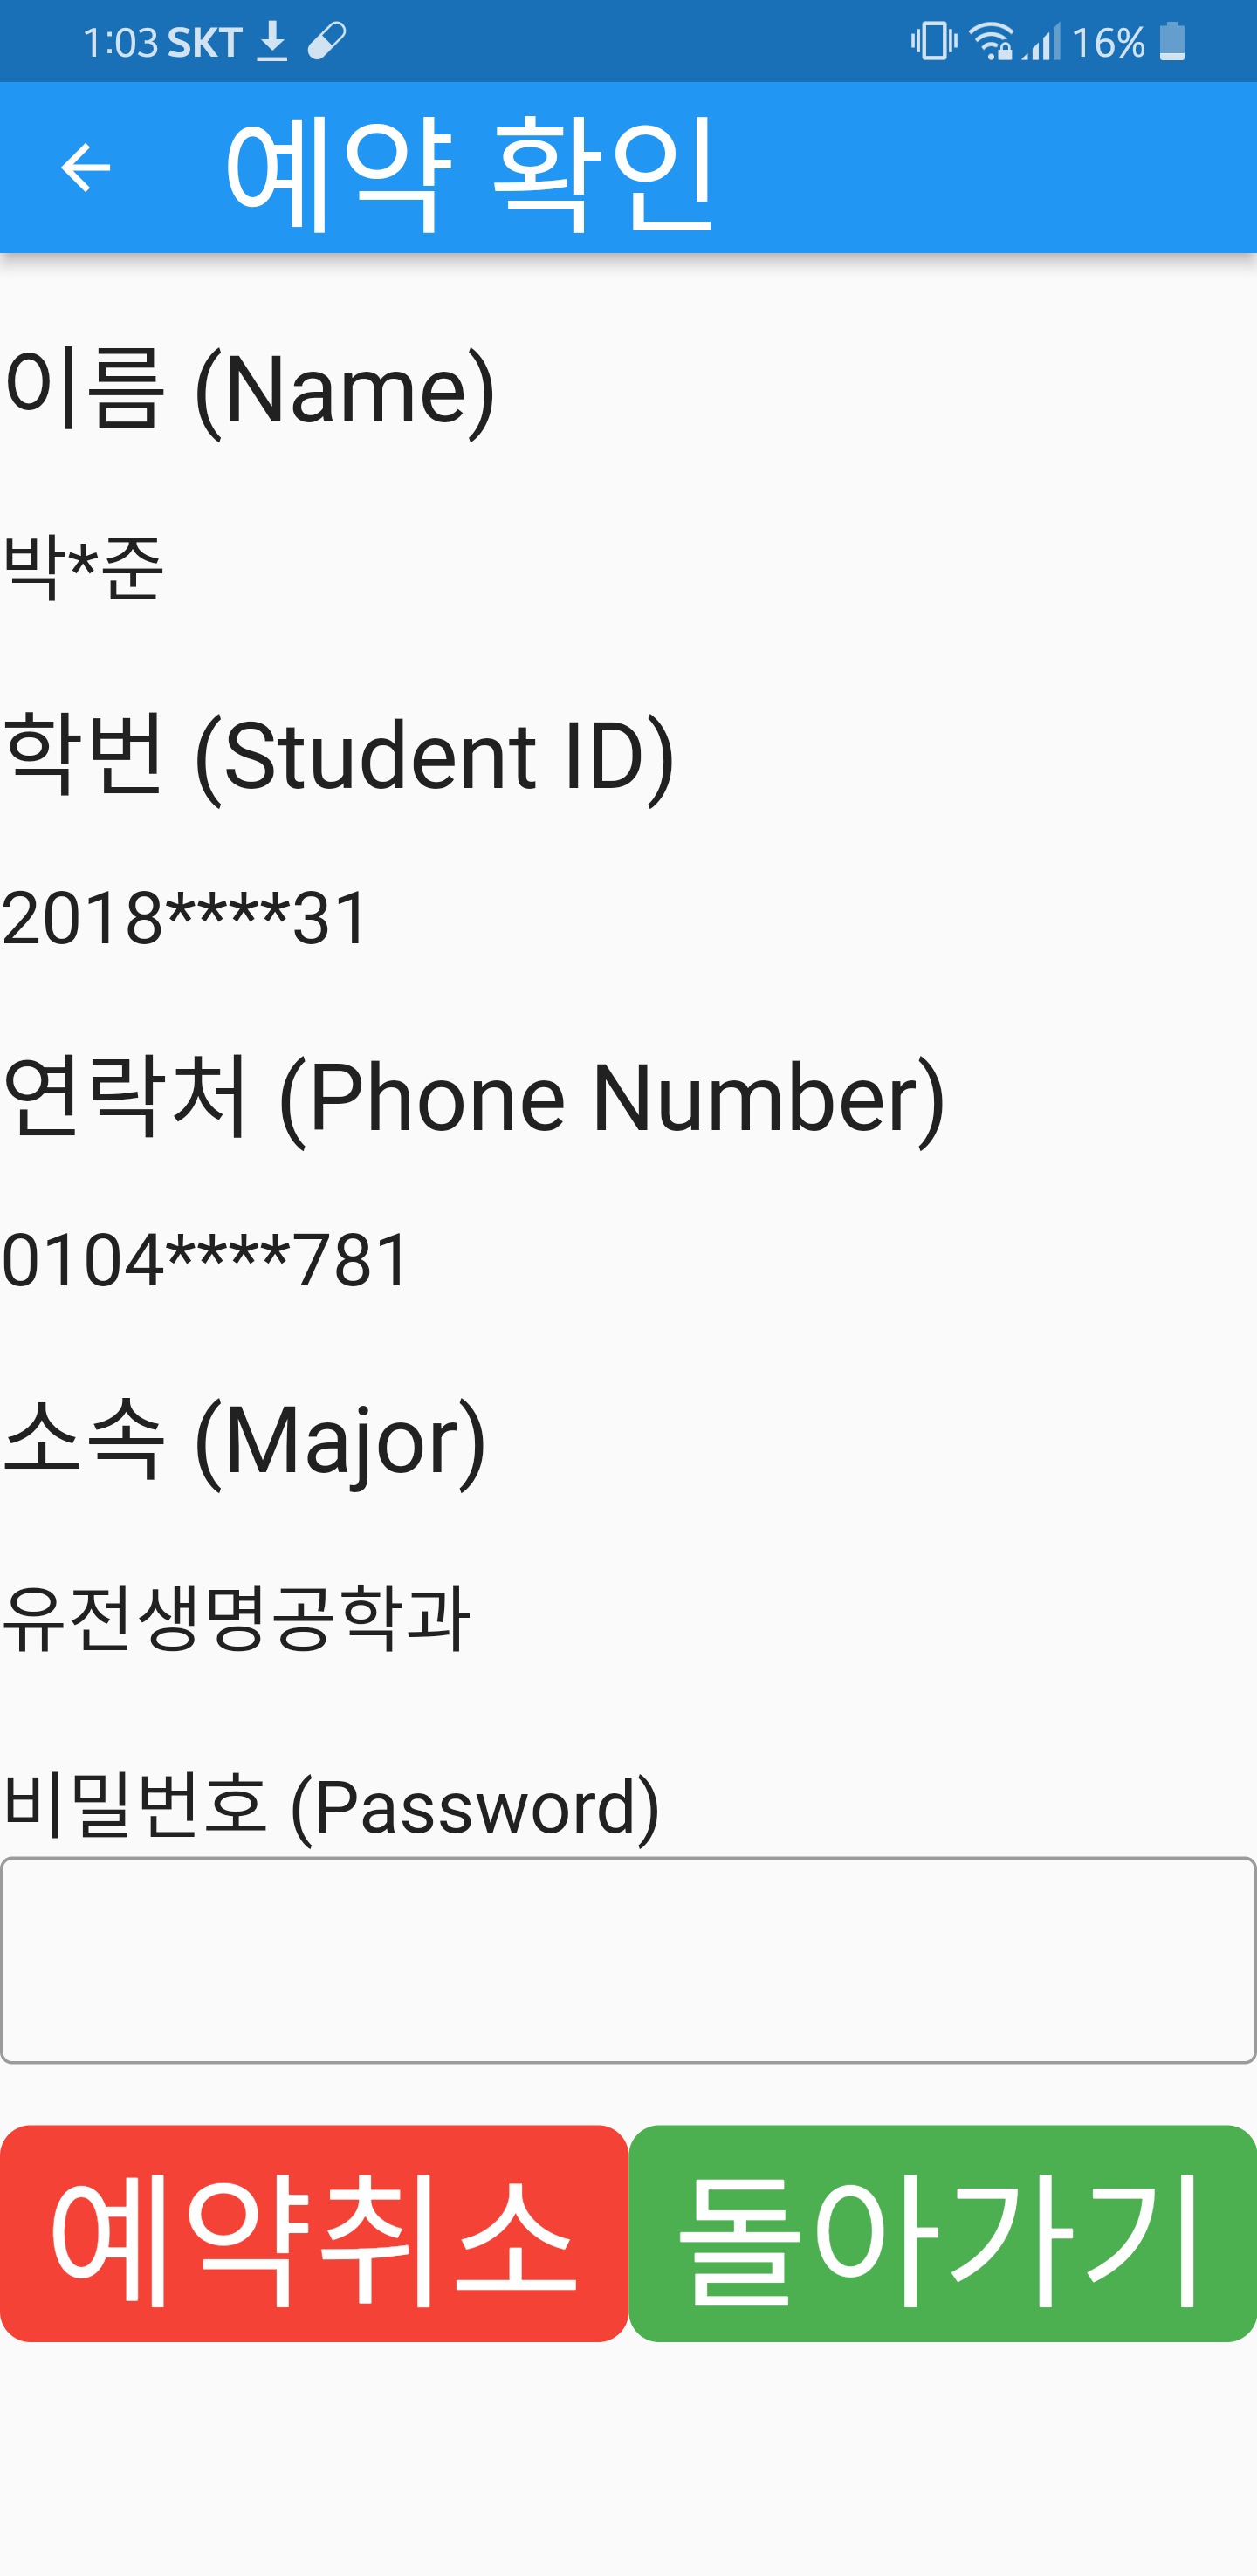 1:03 SKT 16%
예약 확인
이름 (Name)
박*준
학번 (Student ID)
2018****31
연락처 (Phone Number)
0104****781
소속 (Major)
유전생명공학과
비밀번호 (Password)
예약취소 돌아가기